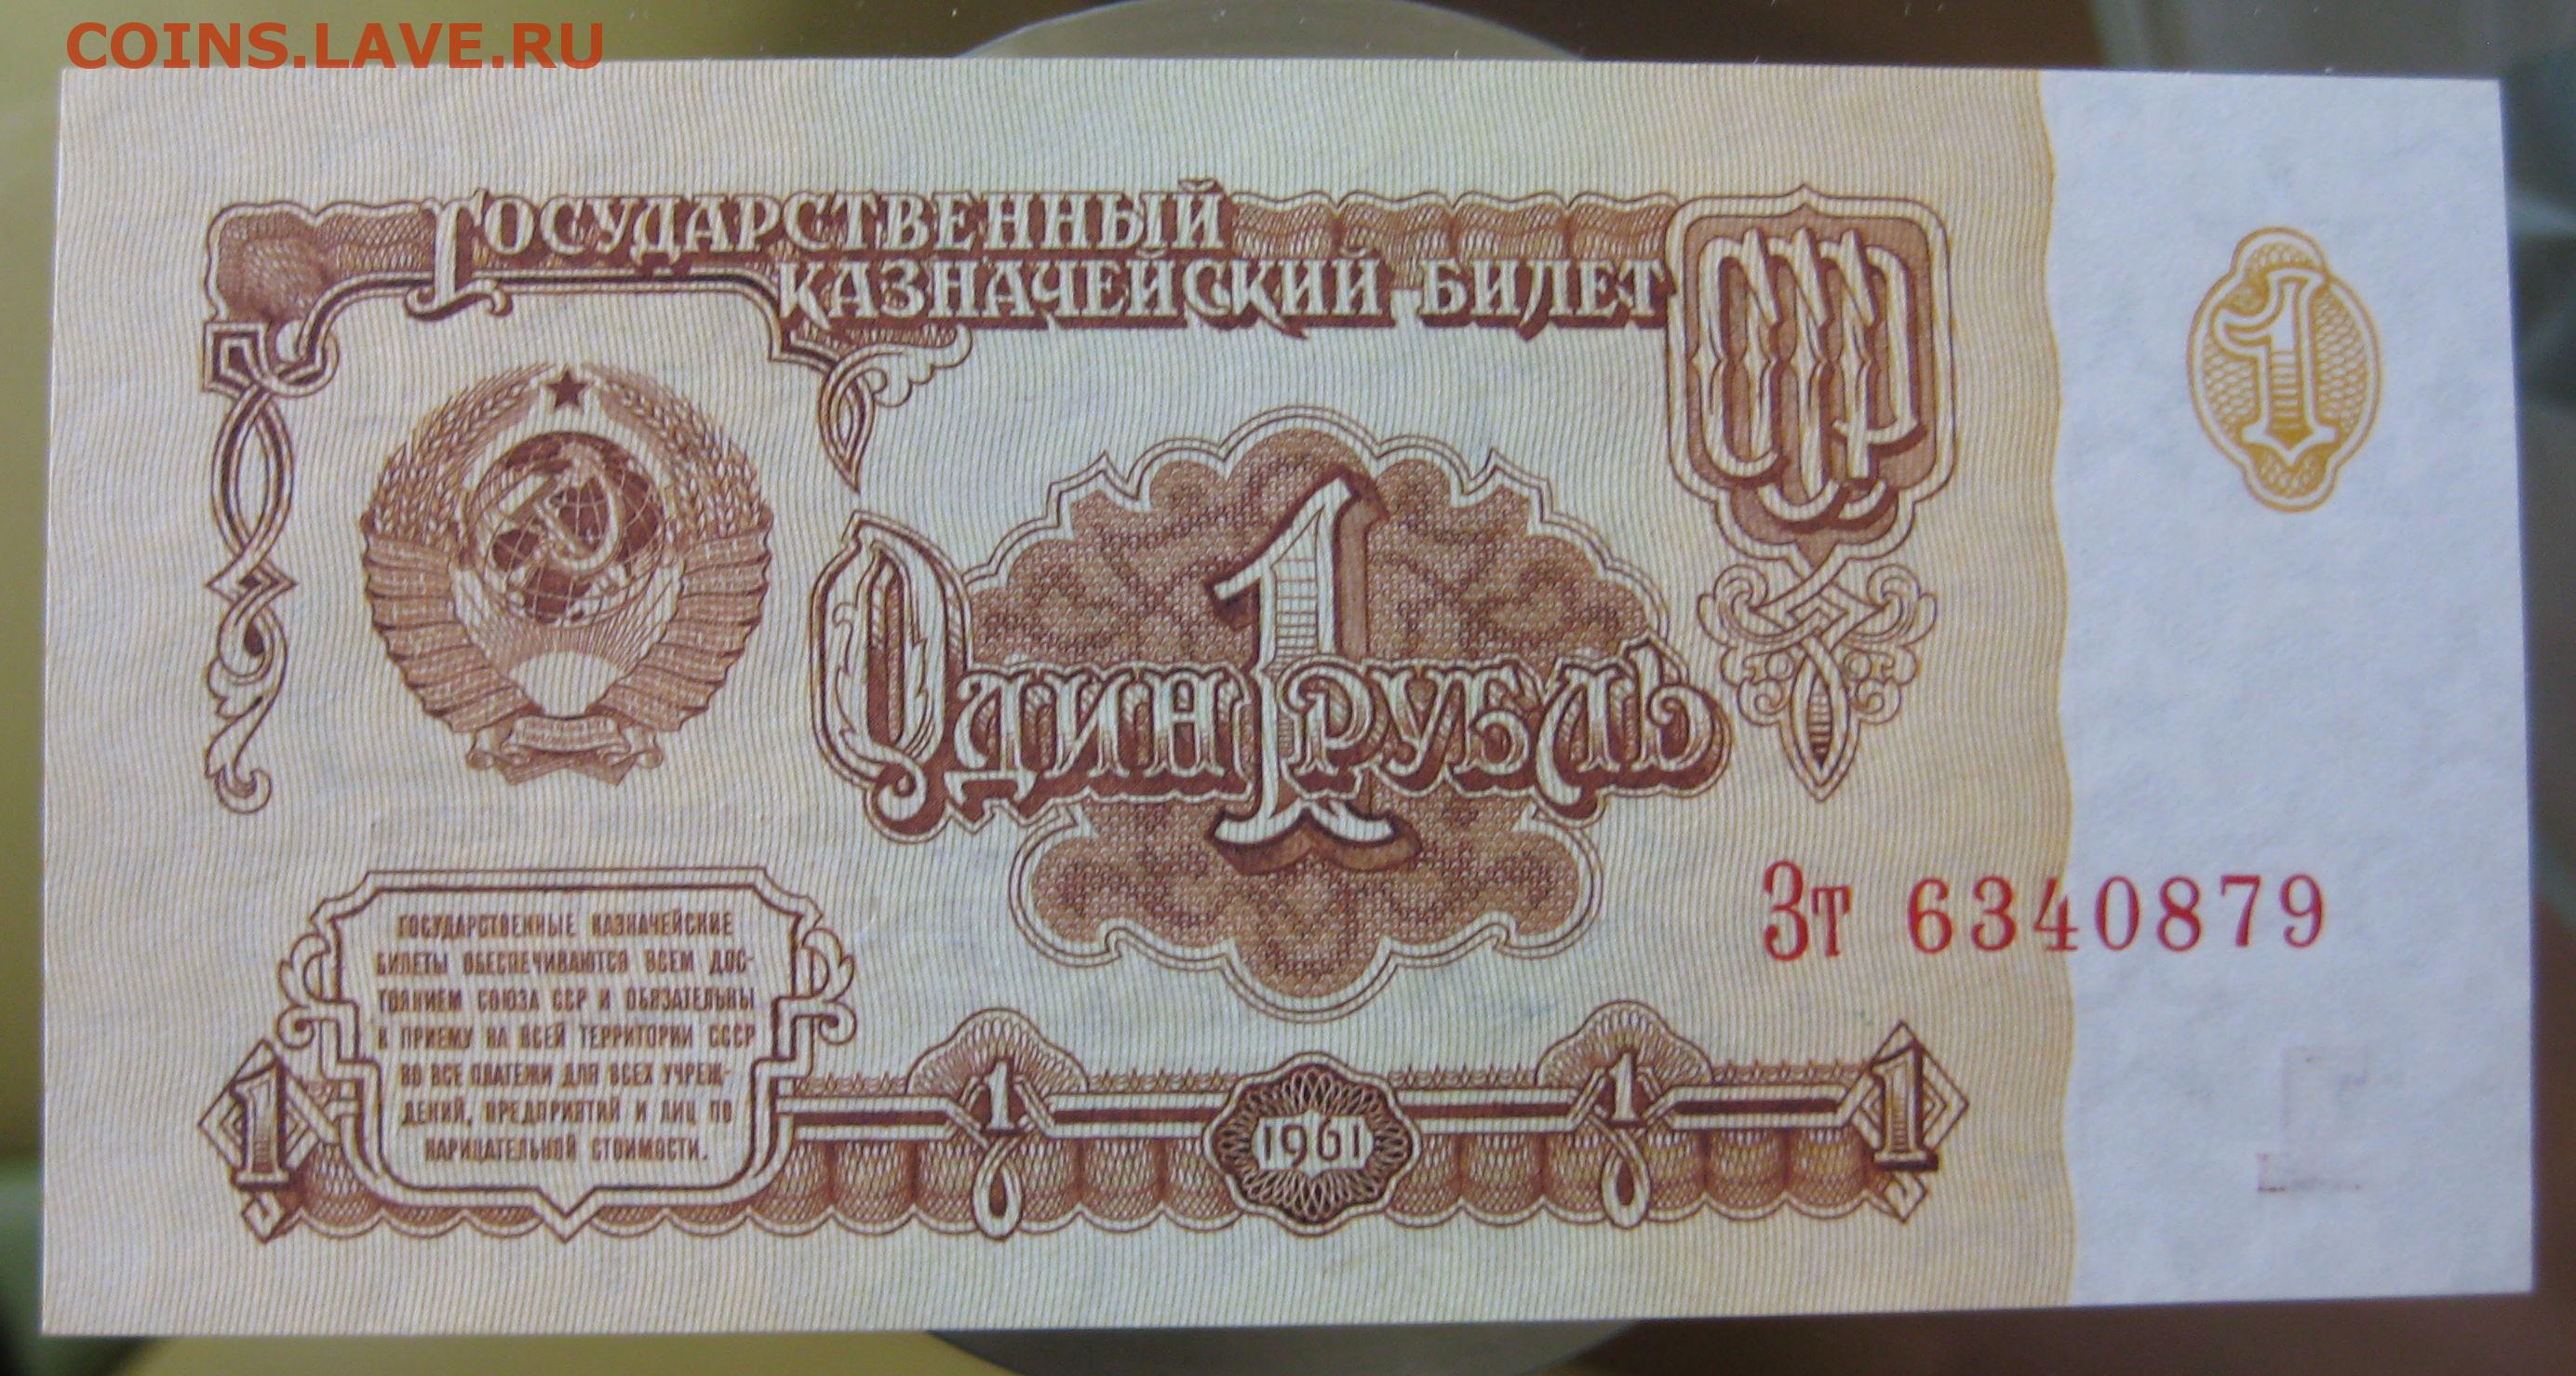 COINS.LAVE.RU
ГОСУДАРСТВЕННЫЙ
КАЗНАЧЕЙСКИЙ БИЛЕТ
СССР
1
1
ОДИН РУБЛЬ
Зт 6340879
ГОСУДАРСТВЕННЫЕ КАЗНАЧЕЙСКИЕ
БИЛЕТЫ ОБЕСПЕЧИВАЮТСЯ ВСЕМ ДОС-
ТОЯНИЕМ СОЮЗА ССР И ОБЯЗАТЕЛЬНЫ
К ПРИЕМУ НА ВСЕЙ ТЕРРИТОРИИ СССР
ВО ВСЕ ПЛАТЕЖИ ДЛЯ ВСЕХ УЧРЕЖ-
ДЕНИЙ, ПРЕДПРИЯТИЙ И ЛИЦ ПО
НАРИЦАТЕЛЬНОЙ СТОИМОСТИ.
1 1 1961 1 1